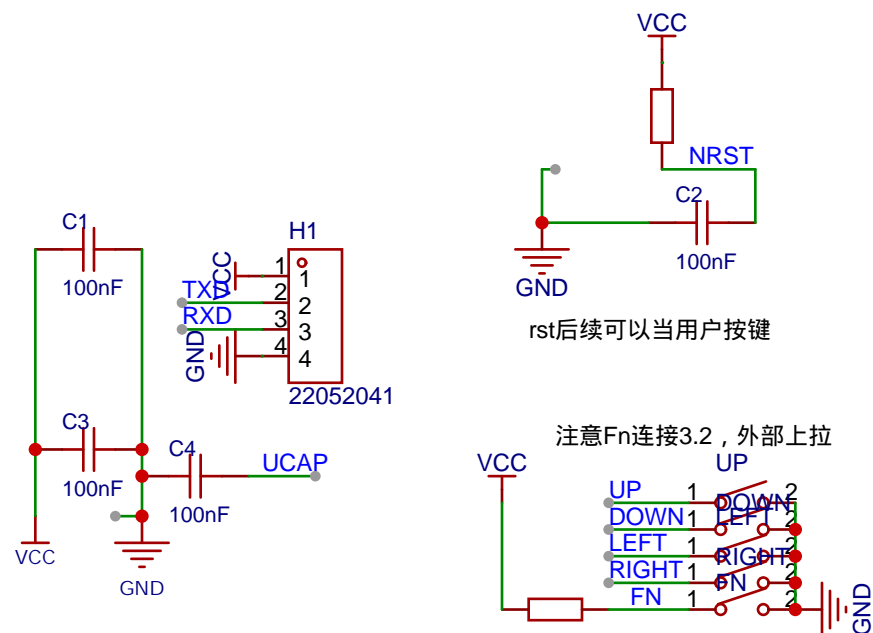 VCC
NRST
C2
100nF
GND
rst后续可以当用户按键
C1
100nF
H1
VCC
1
1
TXD
2
2
RXD
3
3
GND
4
4
22052041
C3
100nF
C4
100nF
UCAP
VCC
GND
注意Fn连接3.2，外部上拉
VCC
UP
UP
1
2
DOWN
DOWN
1
2
LEFT
LEFT
1
2
RIGHT
RIGHT
1
2
FN
FN
1
2
GND